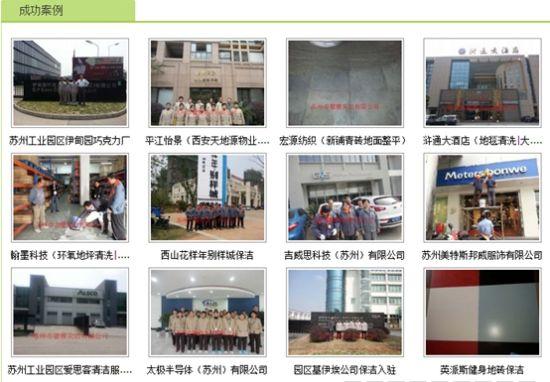 成功案例
苏州工业园区伊甸园巧克力厂
平江怡景（西安天地源物业....
宏源纺织（新铺青砖地面整平）
浒通大酒店（地毯清洗|大....
翰墨科技（环氧地坪清洗|....
西山花样年别样城保洁
吉威思科技（苏州）有限公司
苏州美特斯邦威服饰有限公司
Metersbonwe
苏州工业园区爱思容清洁服....
太极半导体（苏州）有限公司
园区基伊埃公司保洁入驻
英派斯健身地砖保洁